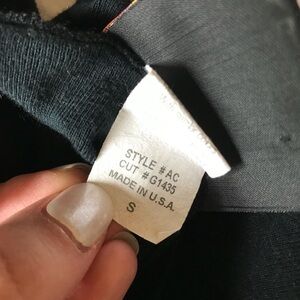 STYLE # AC
CUT # G1435
MADE IN U.S.A.
S